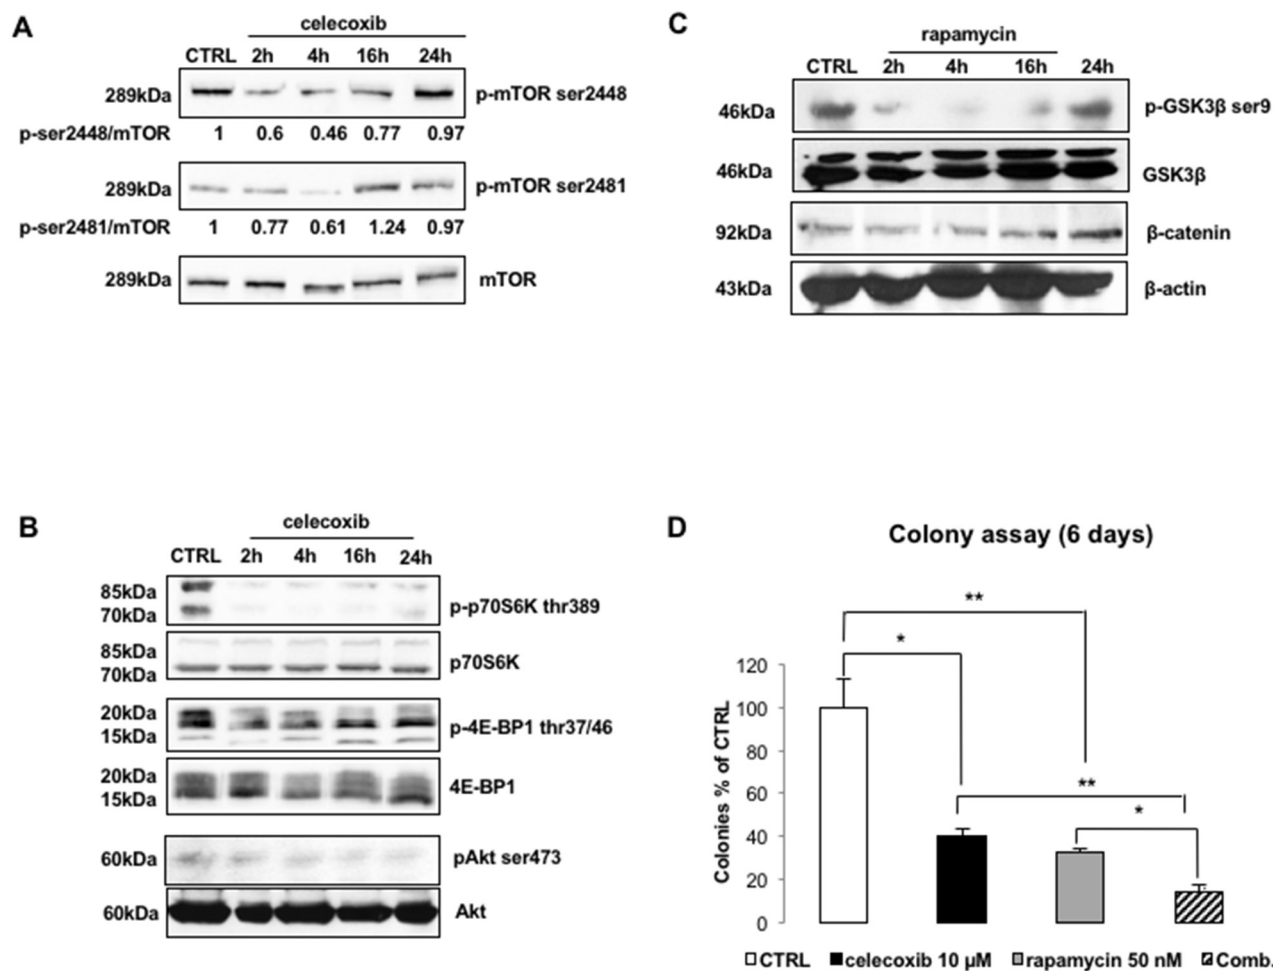 A
celecoxib
CTRL 2h 4h 16h 24h
289kDa p-mTOR ser2448
p-ser2448/mTOR 1 0.6 0.46 0.77 0.97
289kDa p-mTOR ser2481
p-ser2481/mTOR 1 0.77 0.61 1.24 0.97
289kDa mTOR
C
rapamycin
CTRL 2h 4h 16h 24h
46kDa p-GSK3β ser9
46kDa GSK3β
92kDa β-catenin
43kDa β-actin
B
celecoxib
CTRL 2h 4h 16h 24h
85kDa
70kDa p-p70S6K thr389
85kDa
70kDa p70S6K
20kDa
15kDa p-4E-BP1 thr37/46
20kDa
15kDa 4E-BP1
60kDa pAkt ser473
60kDa Akt
D
Colony assay (6 days)
**
*
**
*
Colonies % of CTRL
120
100
80
60
40
20
0
CTRL celecoxib 10 µM rapamycin 50 nM Comb.